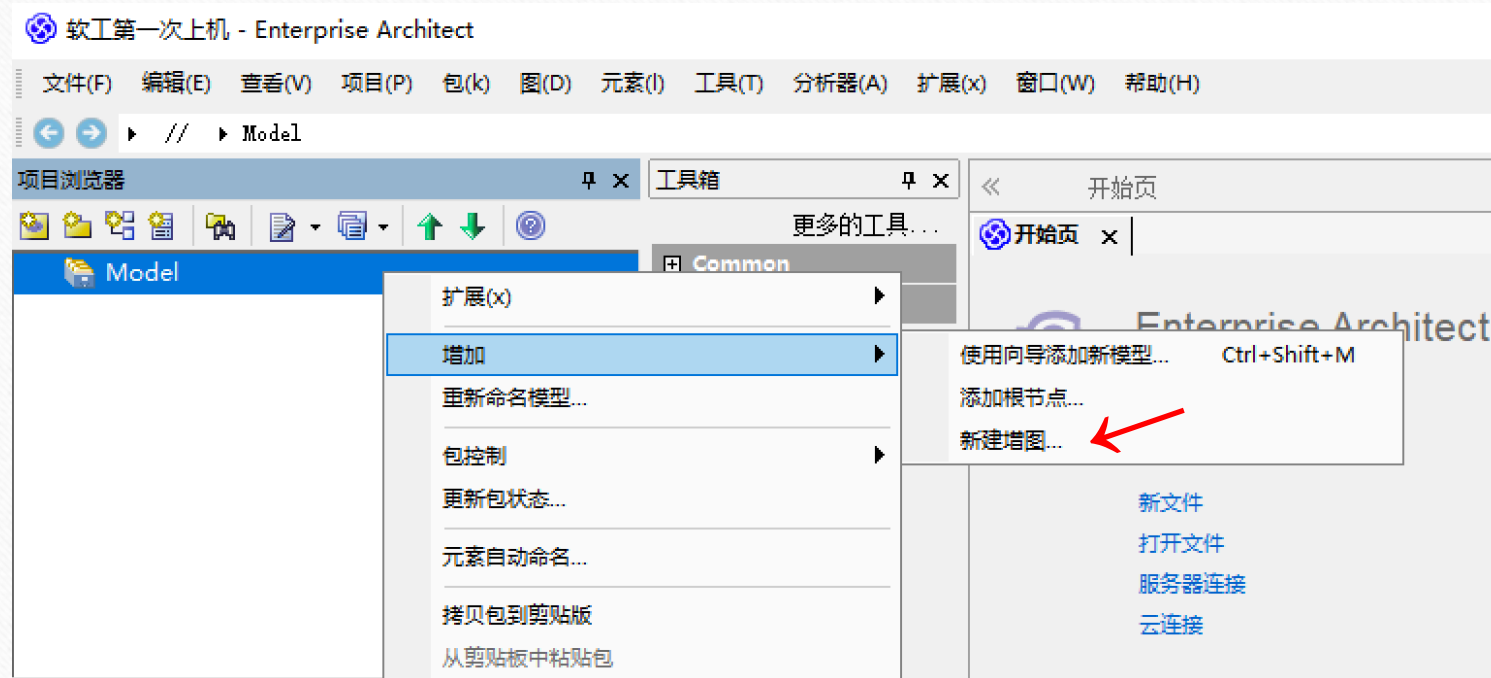 软工第一次上机 - Enterprise Architect
文件(F) 编辑(E) 查看(V) 项目(P) 包(k) 图(D) 元素(I) 工具(T) 分析器(A) 扩展(x) 窗口(W) 帮助(H)
// Model
项目浏览器
工具箱
开始页
更多的工具...
开始页
Model
Common
Enterprise Architect
扩展(x)
增加
重新命名模型...
包控制
更新包状态...
元素自动命名...
拷贝包到剪贴版
从剪贴板中粘贴包
使用向导添加新模型... Ctrl+Shift+M
添加根节点...
新建增图...
新文件
打开文件
服务器连接
云连接